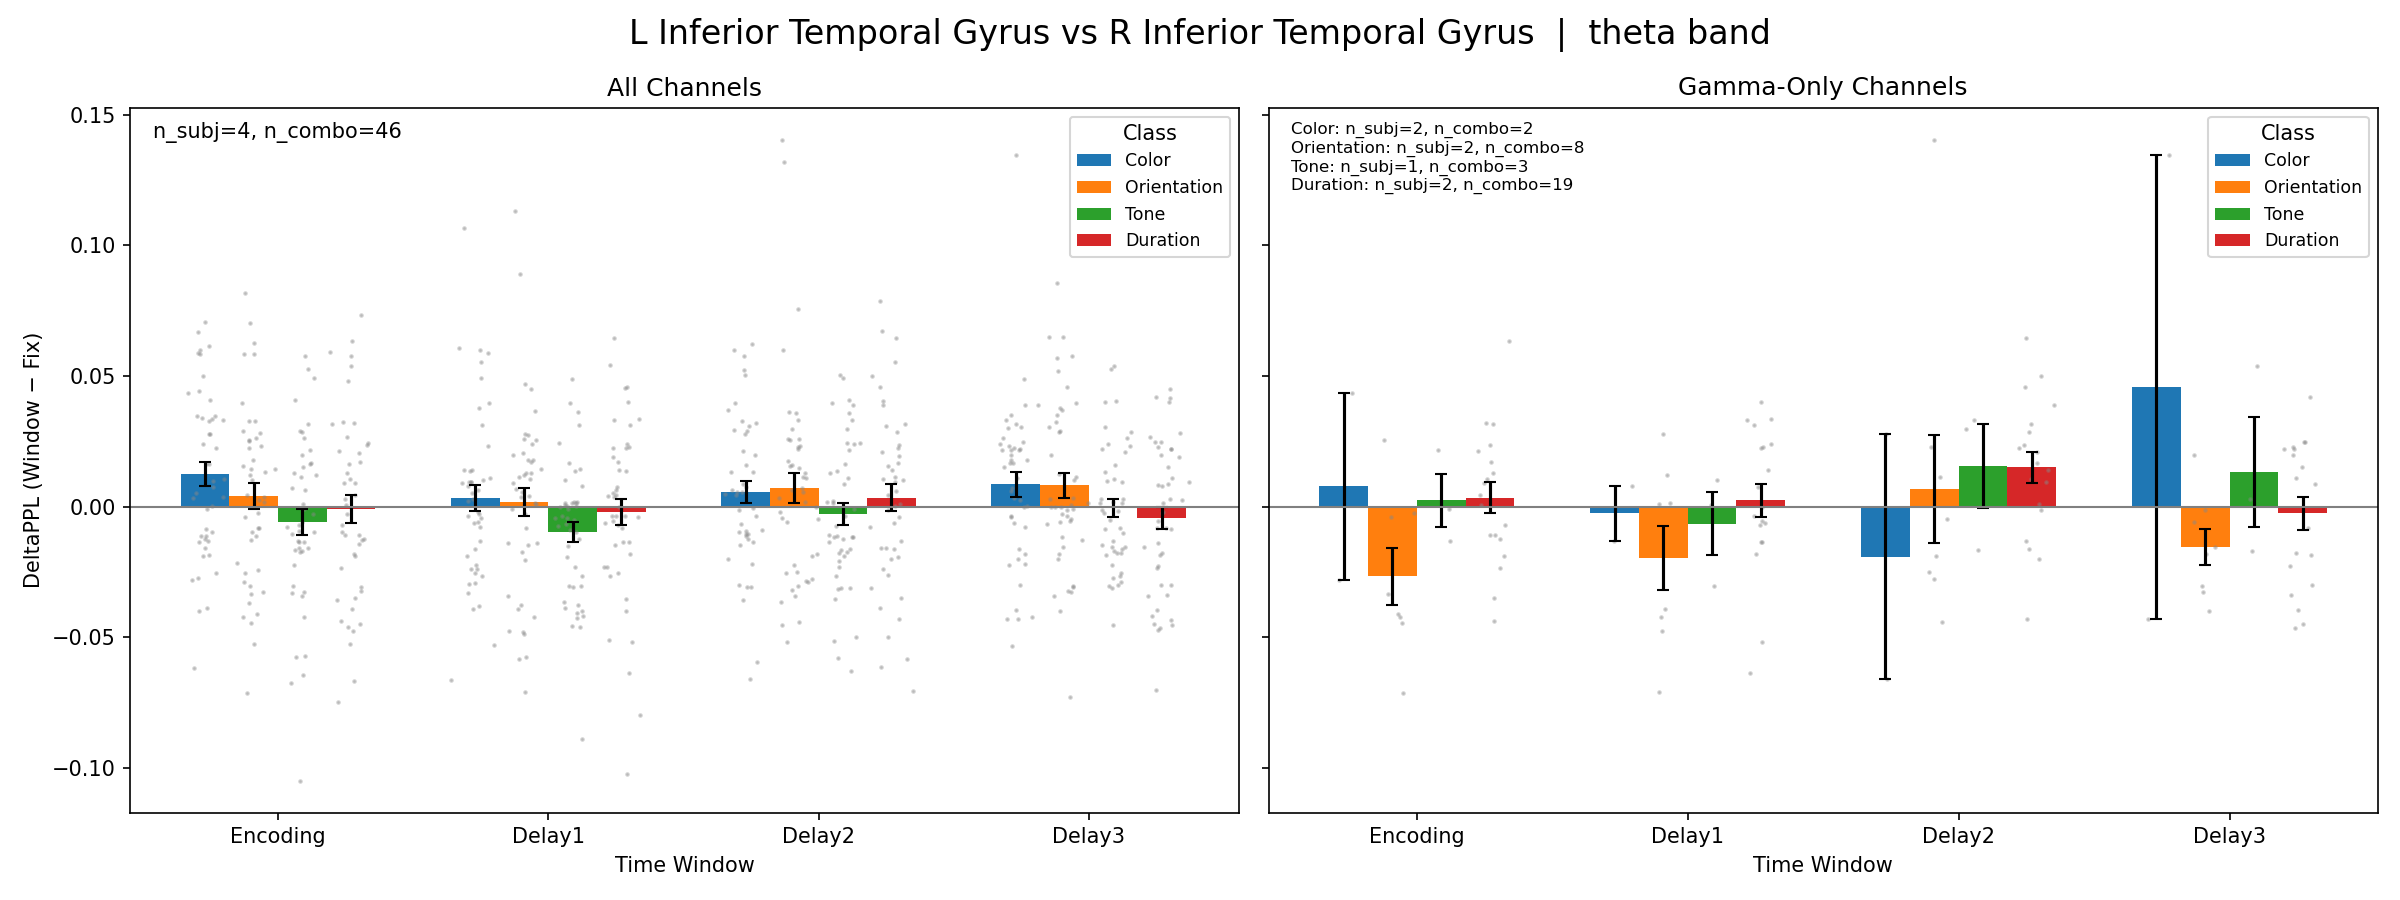 L Inferior Temporal Gyrus vs R Inferior Temporal Gyrus | theta band
All Channels
n_subj=4, n_combo=46
Class
Color
Orientation
Tone
Duration
DeltaPPL (Window − Fix)
0.15
0.10
0.05
0.00
−0.05
−0.10
Encoding
Delay1
Delay2
Delay3
Time Window
Gamma-Only Channels
Color: n_subj=2, n_combo=2
Orientation: n_subj=2, n_combo=8
Tone: n_subj=1, n_combo=3
Duration: n_subj=2, n_combo=19
Class
Color
Orientation
Tone
Duration
Encoding
Delay1
Delay2
Delay3
Time Window